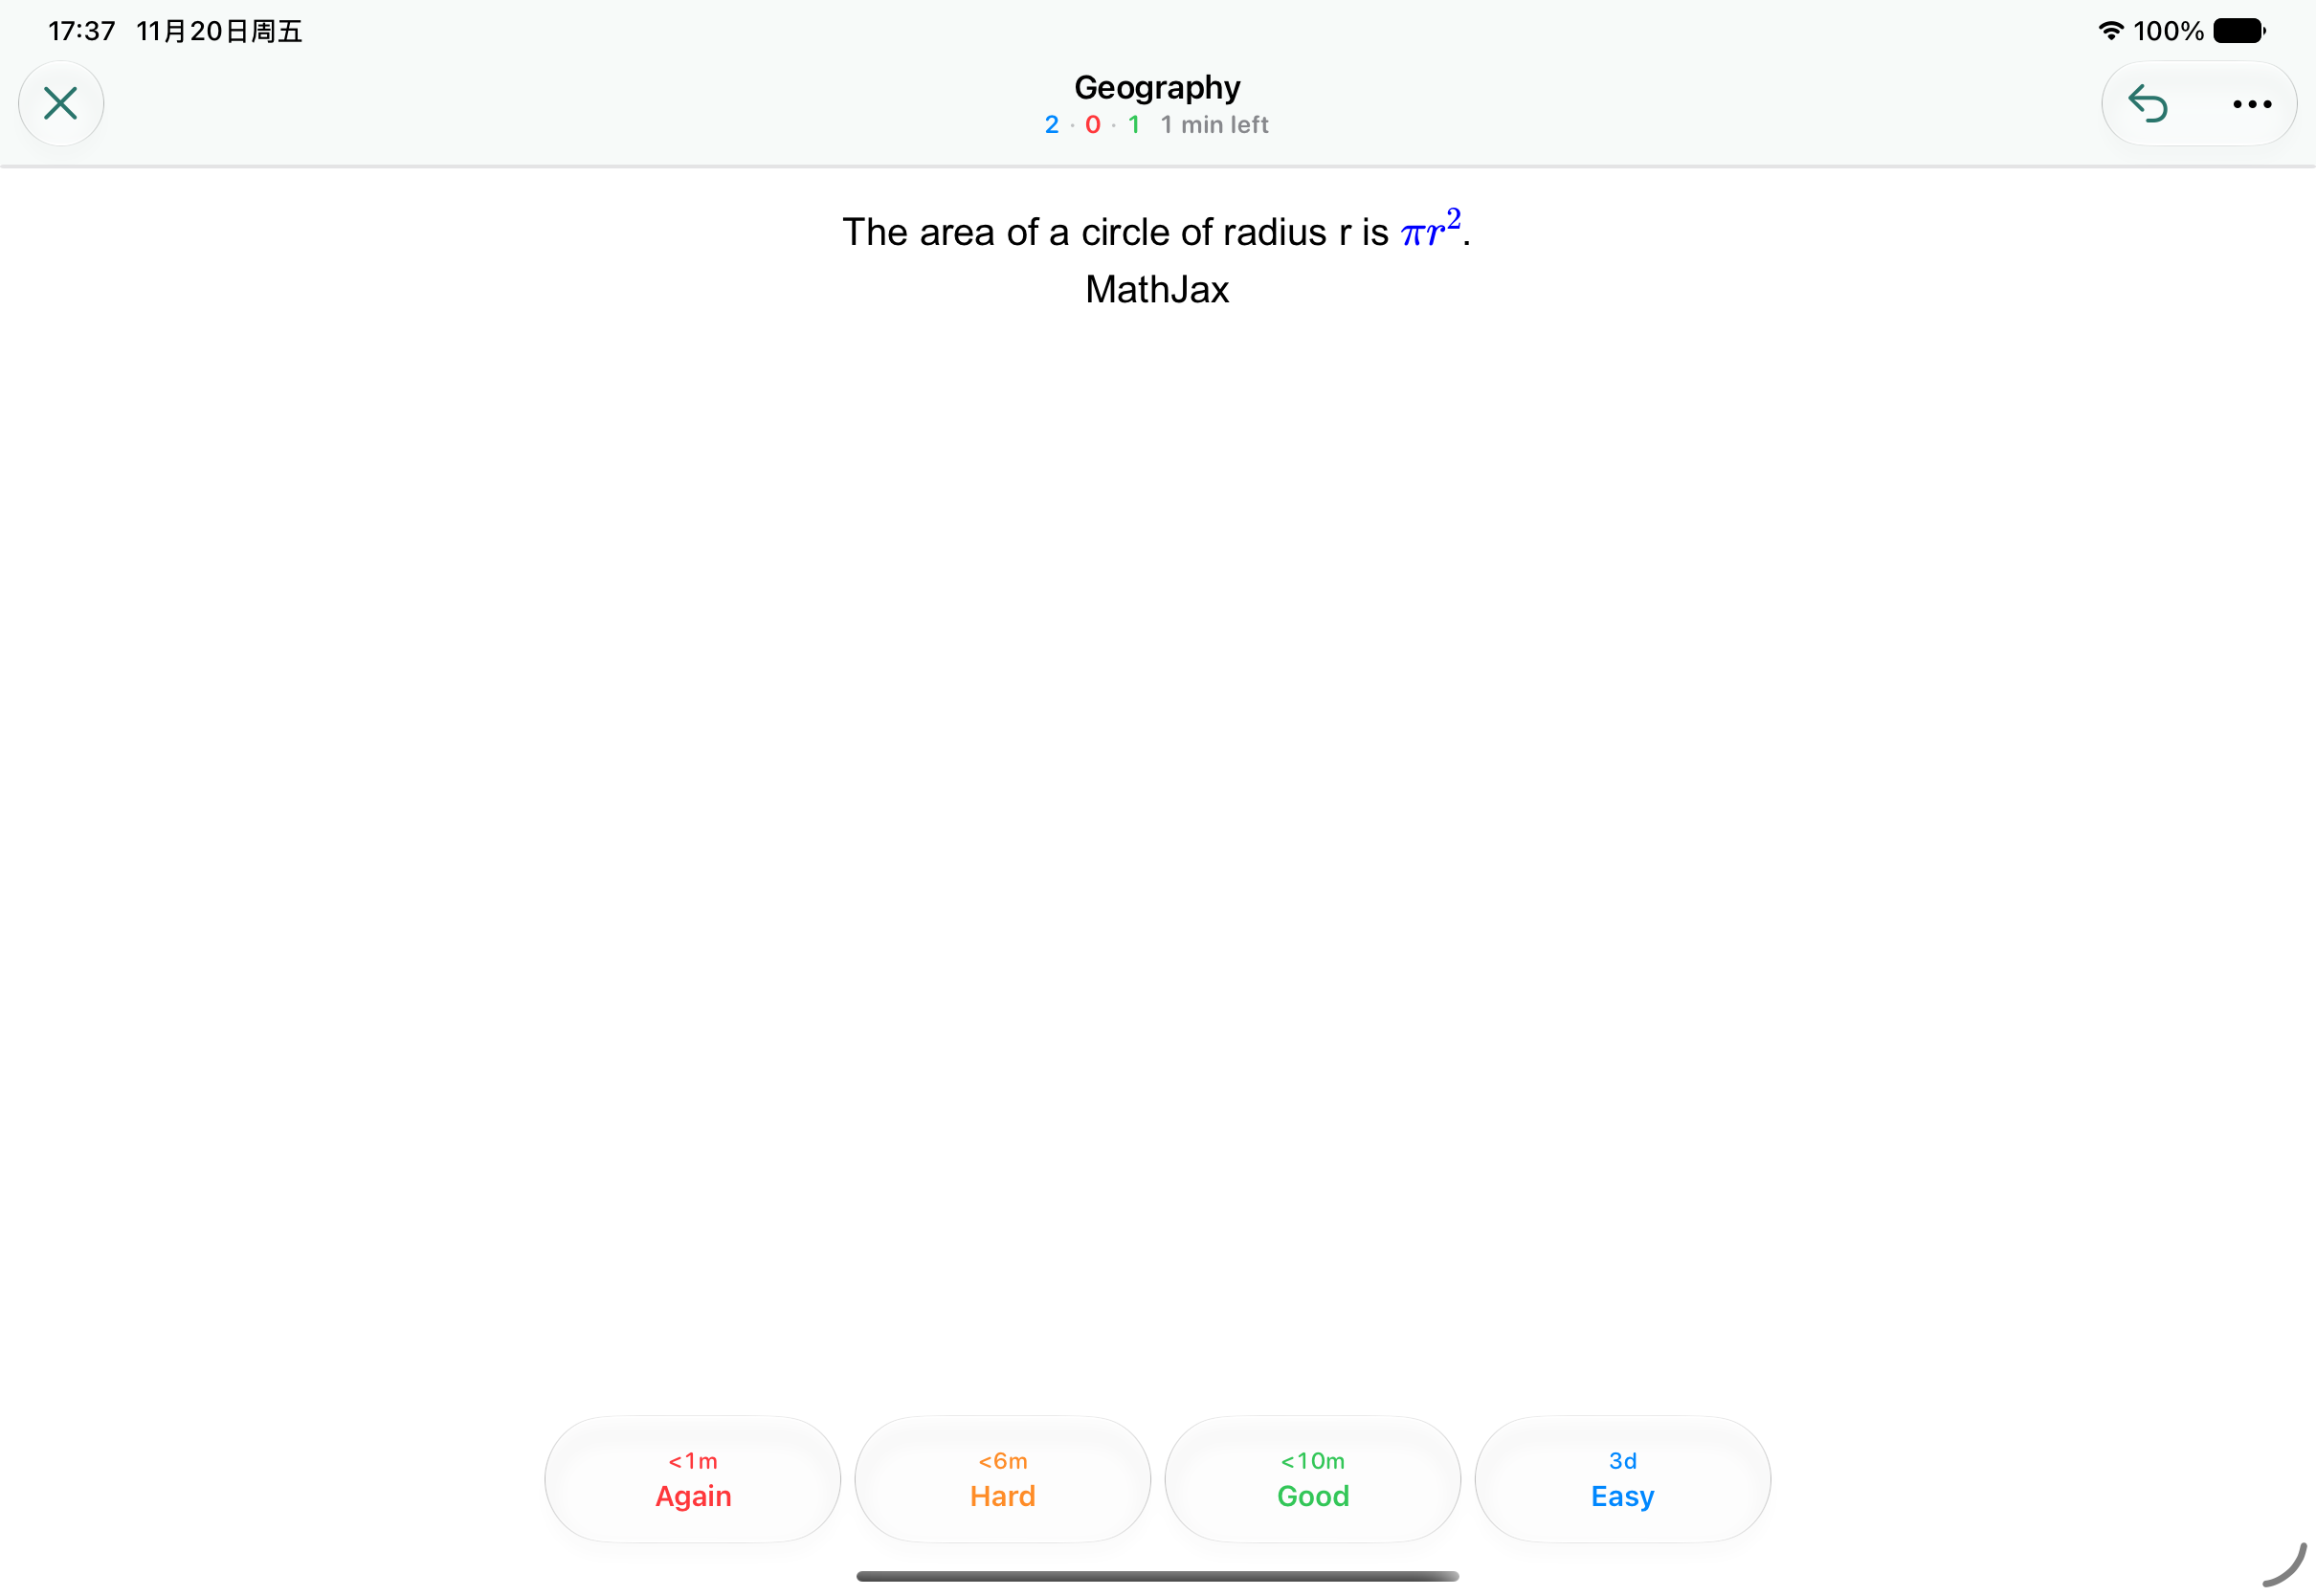 17:37 11月20日周五
100%
Geography
2 · 0 · 1 1 min left
The area of a circle of radius r is πr².
MathJax
<1m
Again
<6m
Hard
<10m
Good
3d
Easy